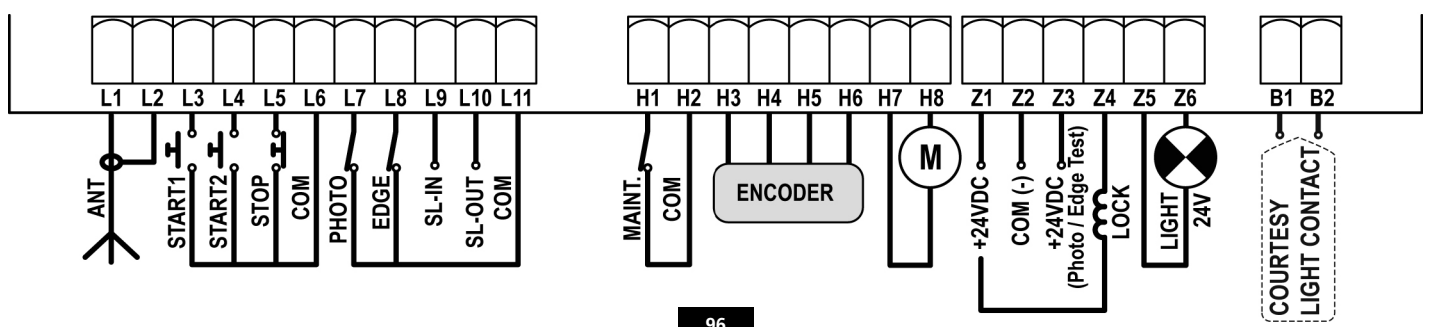 L1 L2 L3 L4 L5 L6 L7 L8 L9 L10 L11
H1 H2 H3 H4 H5 H6 H7 H8
Z1 Z2 Z3 Z4 Z5 Z6
B1 B2
ANT
START1
START2
STOP
COM
PHOTO
EDGE
SL-IN
SL-OUT
COM
MAINT.
COM
ENCODER
M
+24VDC
COM (-)
+24VDC
(Photo / Edge Test)
LOCK
LIGHT
24V
COURTESY
LIGHT CONTACT
96